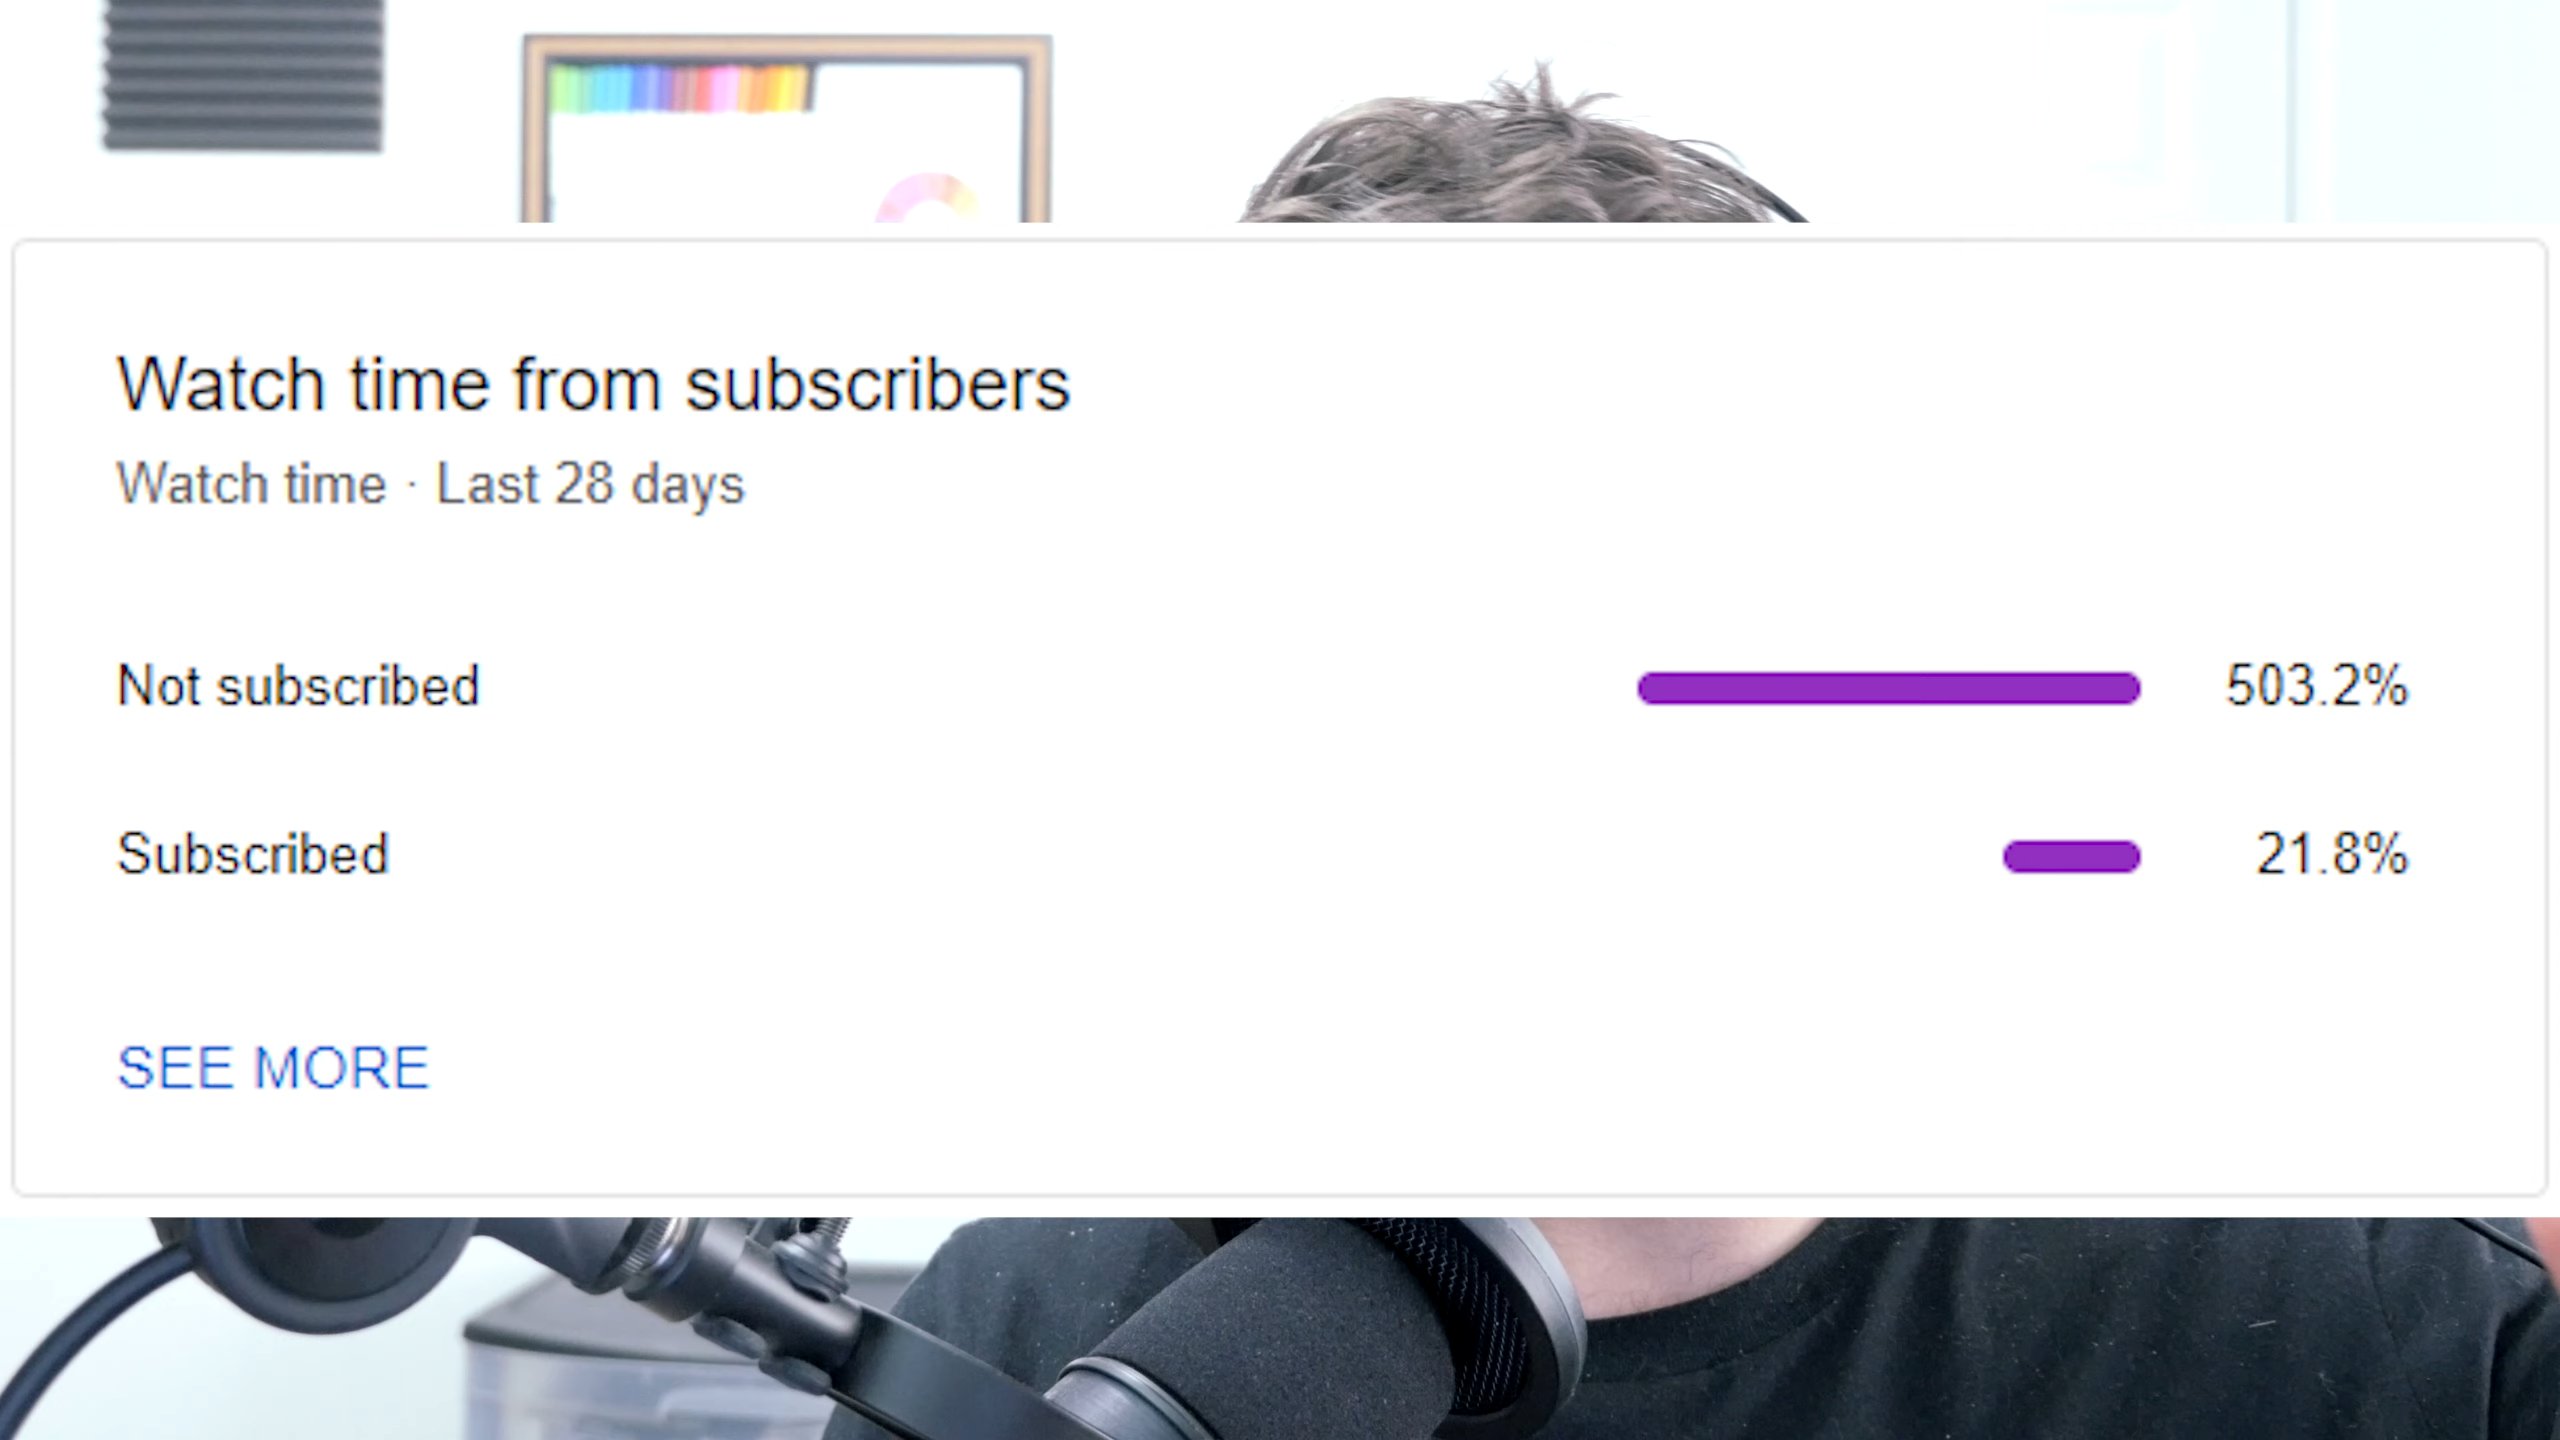 Watch time from subscribers
Watch time · Last 28 days
Not subscribed 503.2%
Subscribed 21.8%
SEE MORE